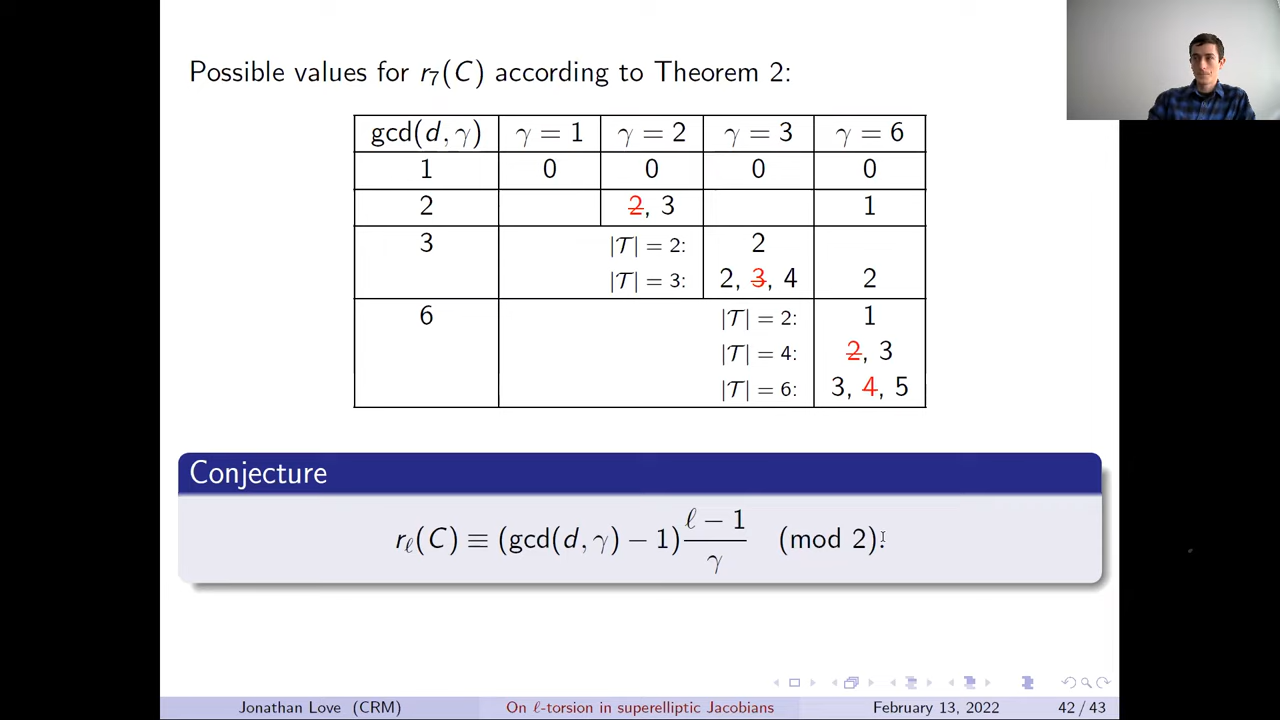 Possible values for r₇(C) according to Theorem 2:
gcd(d, γ) γ = 1 γ = 2 γ = 3 γ = 6
1 0 0 0 0
2 2, 3 1
3 |𝒯| = 2: 2
|𝒯| = 3: 2, 3, 4 2
6 |𝒯| = 2: 1
|𝒯| = 4: 2, 3
|𝒯| = 6: 3, 4, 5
Conjecture
r_ℓ(C) ≡ (gcd(d, γ) − 1) (ℓ − 1)/γ (mod 2).
Jonathan Love (CRM) On ℓ-torsion in superelliptic Jacobians February 13, 2022 42 / 43